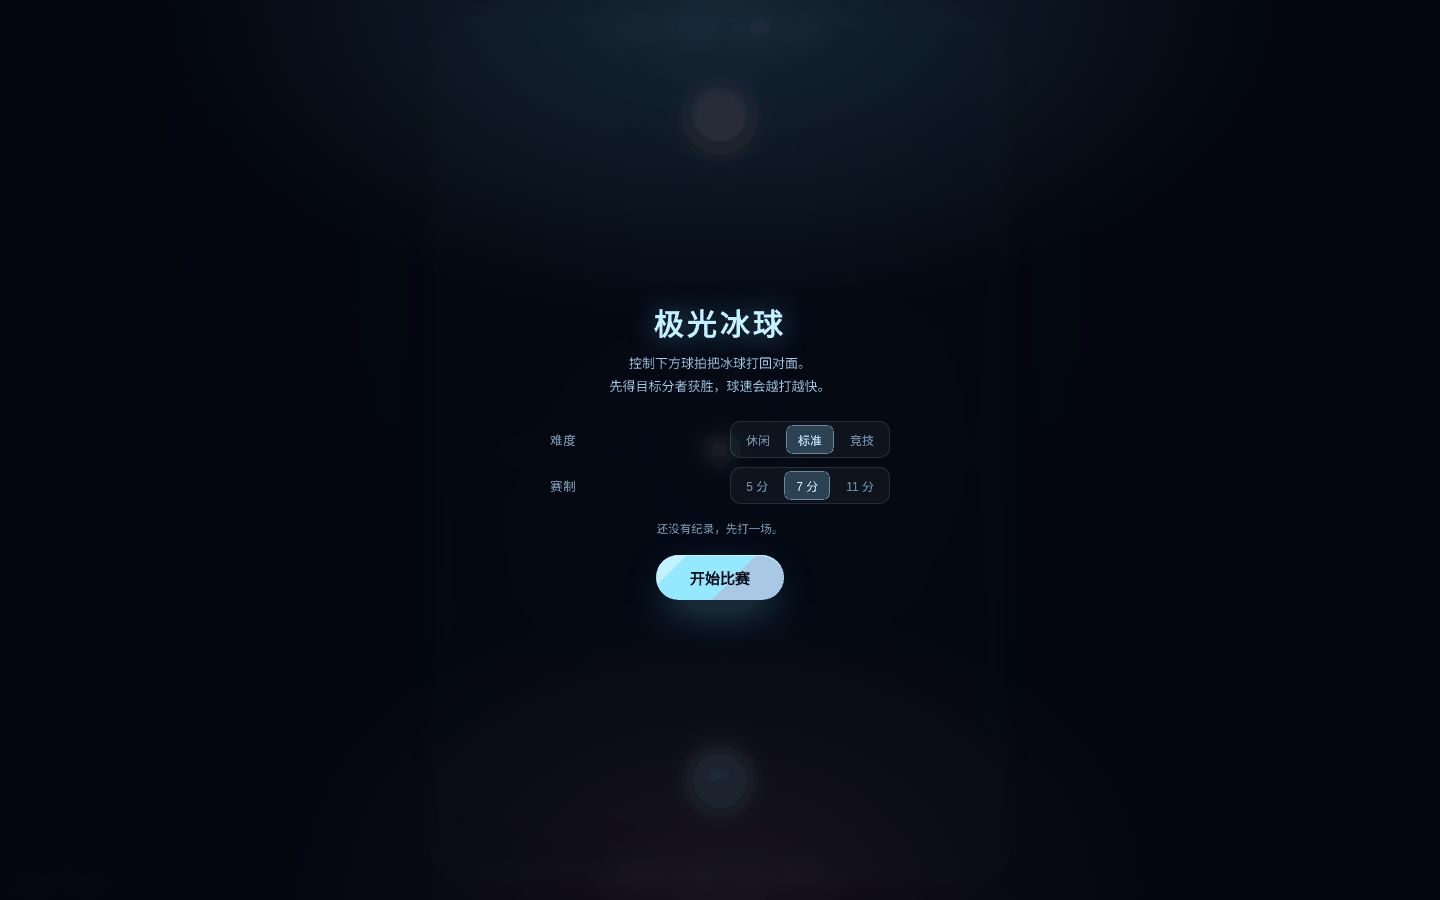 极光冰球
控制下方球拍把冰球打回对面。
先得目标分者获胜，球速会越打越快。
难度 休闲 标准 竞技
赛制 5 分 7 分 11 分
还没有纪录，先打一场。
开始比赛